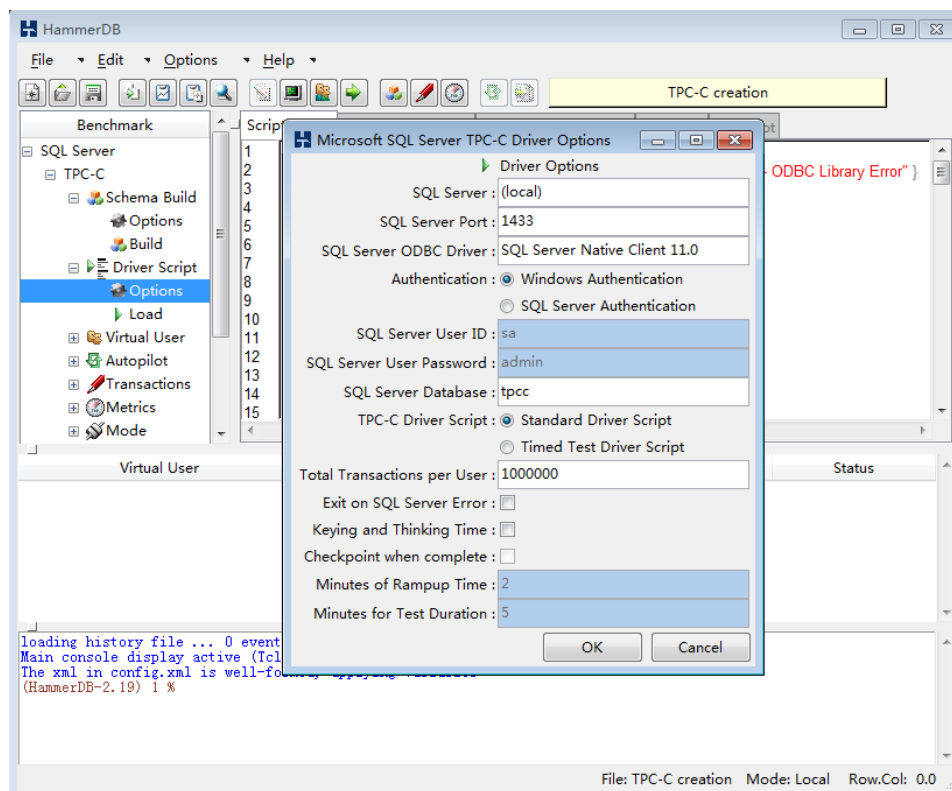 HammerDB
File Edit Options Help
TPC-C creation
Benchmark
SQL Server
TPC-C
Schema Build
Options
Build
Driver Script
Options
Load
Virtual User
Autopilot
Transactions
Metrics
Mode
1
2
3
4
5
6
7
8
9
10
11
12
13
14
15
ODBC Library Error" }
Microsoft SQL Server TPC-C Driver Options
Driver Options
SQL Server : (local)
SQL Server Port : 1433
SQL Server ODBC Driver : SQL Server Native Client 11.0
Authentication : Windows Authentication
SQL Server Authentication
SQL Server User ID : sa
SQL Server User Password : admin
SQL Server Database : tpcc
TPC-C Driver Script : Standard Driver Script
Timed Test Driver Script
Total Transactions per User : 1000000
Exit on SQL Server Error :
Keying and Thinking Time :
Checkpoint when complete :
Minutes of Rampup Time : 2
Minutes for Test Duration : 5
OK Cancel
Virtual User
Status
loading history file ... 0 event
Main console display active (Tcl
The xml in config.xml is
(HammerDB-2.19) 1 %
File: TPC-C creation Mode: Local Row.Col: 0.0